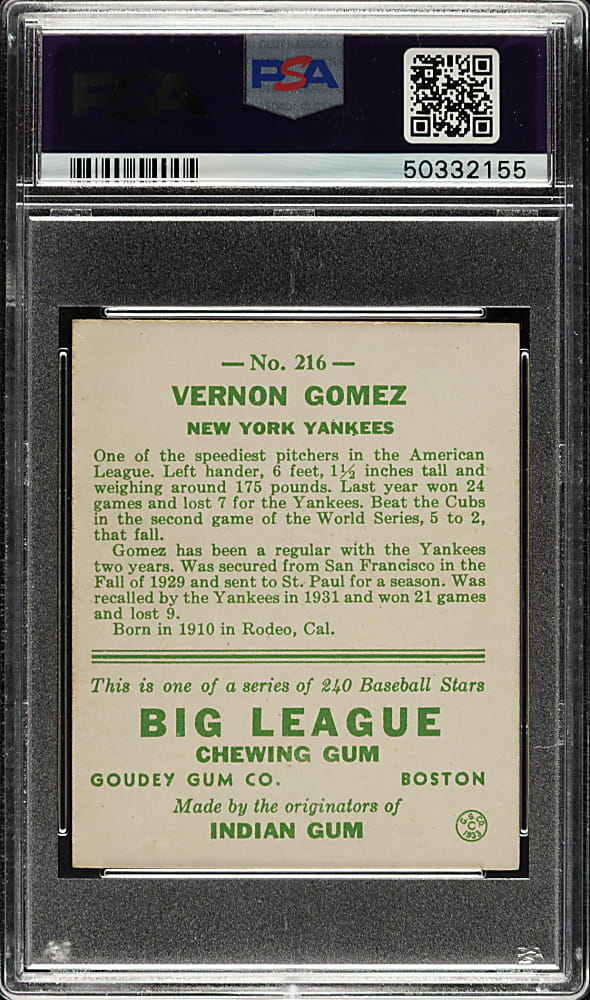 PSA
PSA
50332155
— No. 216 —
VERNON GOMEZ
NEW YORK YANKEES
One of the speediest pitchers in the American
League. Left hander, 6 feet, 1½ inches tall and
weighing around 175 pounds. Last year won 24
games and lost 7 for the Yankees. Beat the Cubs
in the second game of the World Series, 5 to 2,
that fall.
Gomez has been a regular with the Yankees
two years. Was secured from San Francisco in the
Fall of 1929 and sent to St. Paul for a season. Was
recalled by the Yankees in 1931 and won 21 games
and lost 9.
Born in 1910 in Rodeo, Cal.
This is one of a series of 240 Baseball Stars
BIG LEAGUE
CHEWING GUM
GOUDEY GUM CO. BOSTON
Made by the originators of
INDIAN GUM
G.G.CO.
C
1933